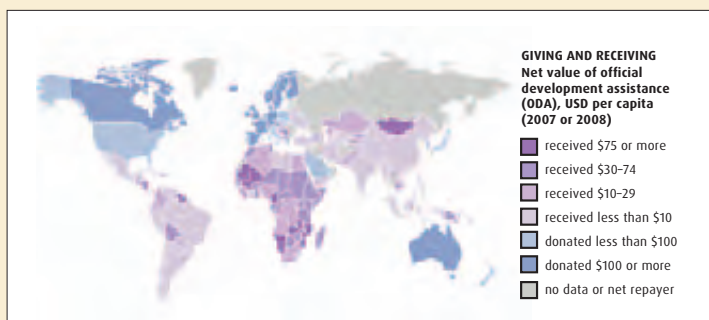 GIVING AND RECEIVING
Net value of official
development assistance
(ODA), USD per capita
(2007 or 2008)
received $75 or more
received $30–74
received $10–29
received less than $10
donated less than $100
donated $100 or more
no data or net repayer